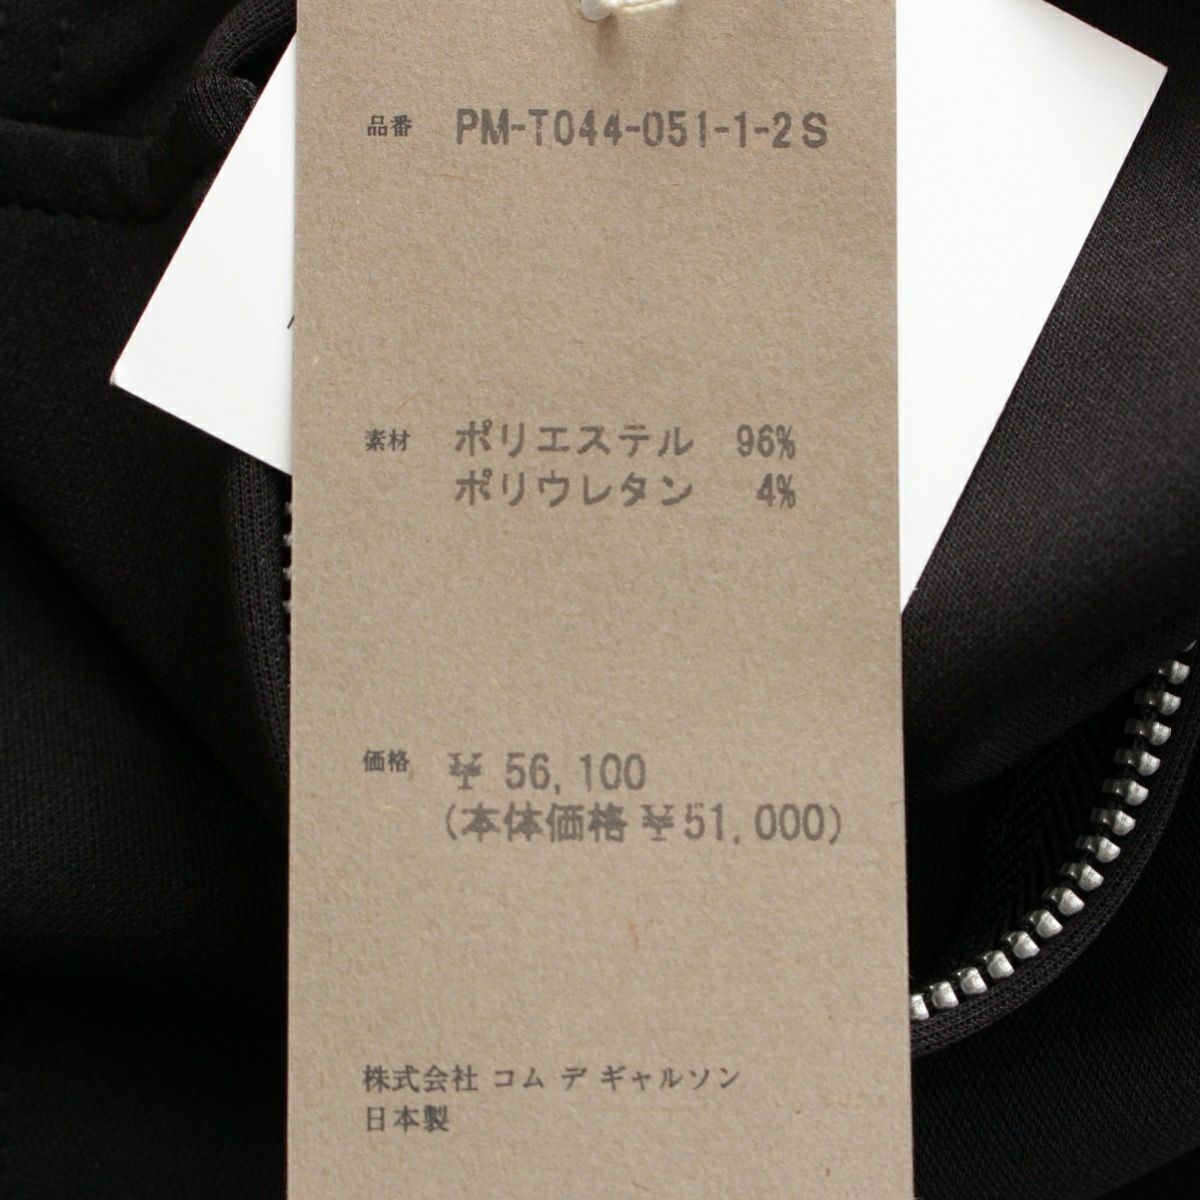 品番 PM-T044-051-1-2S
素材 ポリエステル 96%
ポリウレタン 4%
価格 ¥ 56,100
(本体価格 ¥51,000)
株式会社 コム デ ギャルソン
日本製